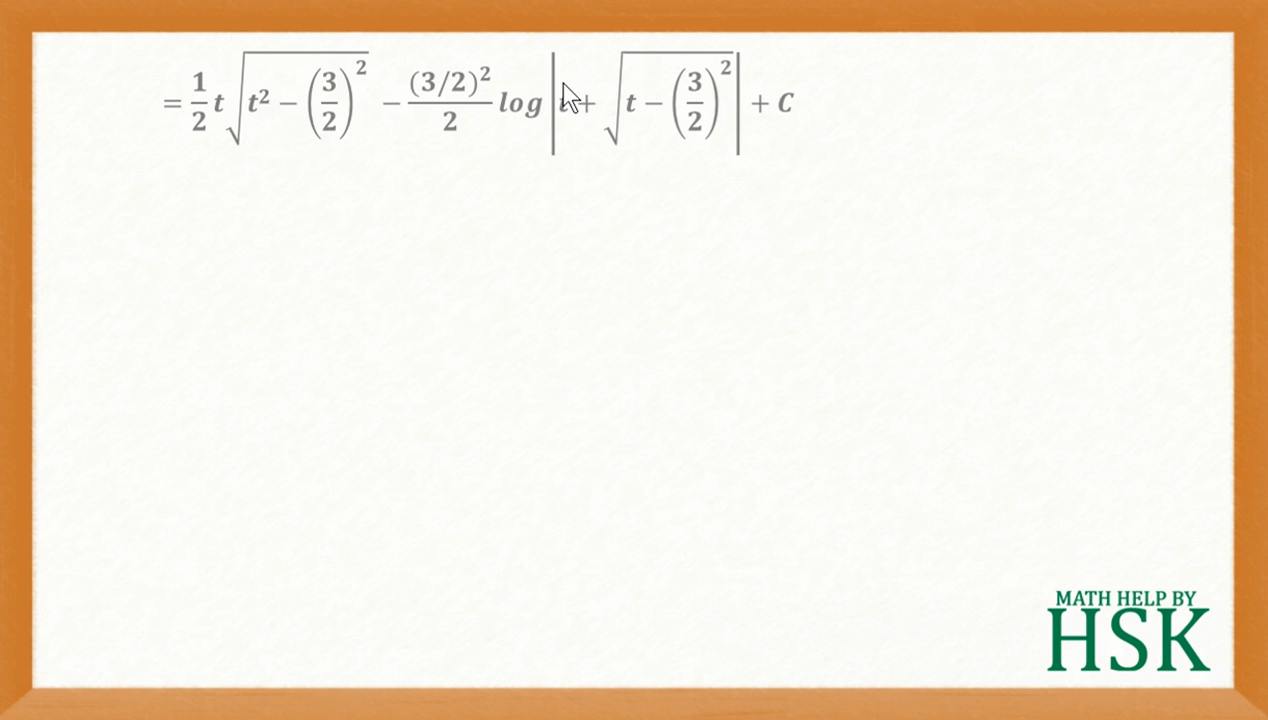 = 1/2 t √(t² − (3/2)²) − (3/2)²/2 log |t + √(t − (3/2)²)| + C
MATH HELP BY
HSK